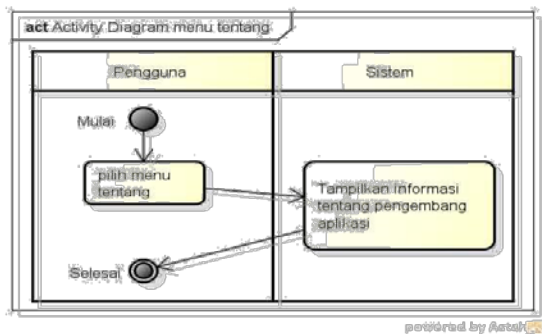 act Activity Diagram menu tentang
Pengguna
Sistem
Mulai
pilih menu
tentang
Tampilkan Informasi
tentang pengembang
aplikasi
Selesai
powered by Astah